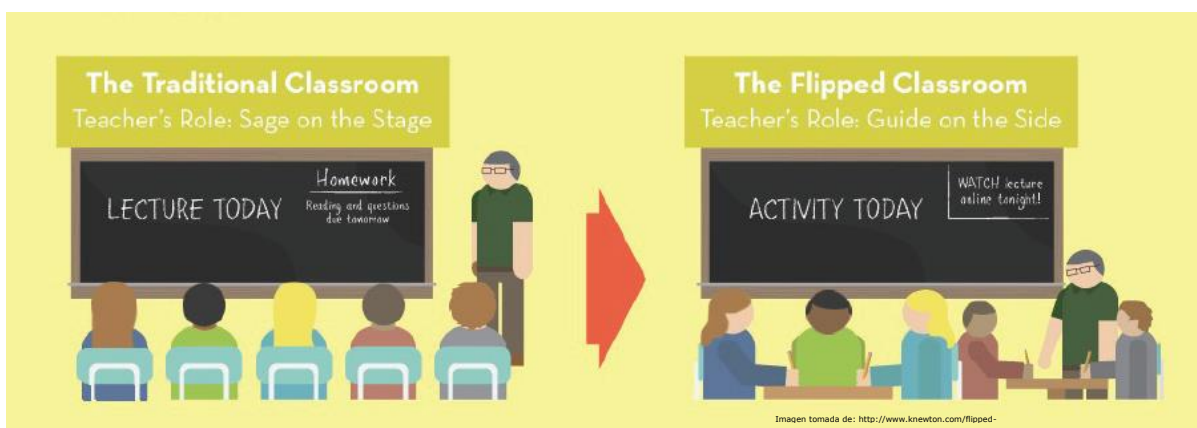 The Traditional Classroom
Teacher's Role: Sage on the Stage
LECTURE TODAY
Homework
Reading and questions
due tomorrow
The Flipped Classroom
Teacher's Role: Guide on the Side
ACTIVITY TODAY
WATCH lecture
online tonight!
Imagen tomada de: http://www.knewton.com/flipped-